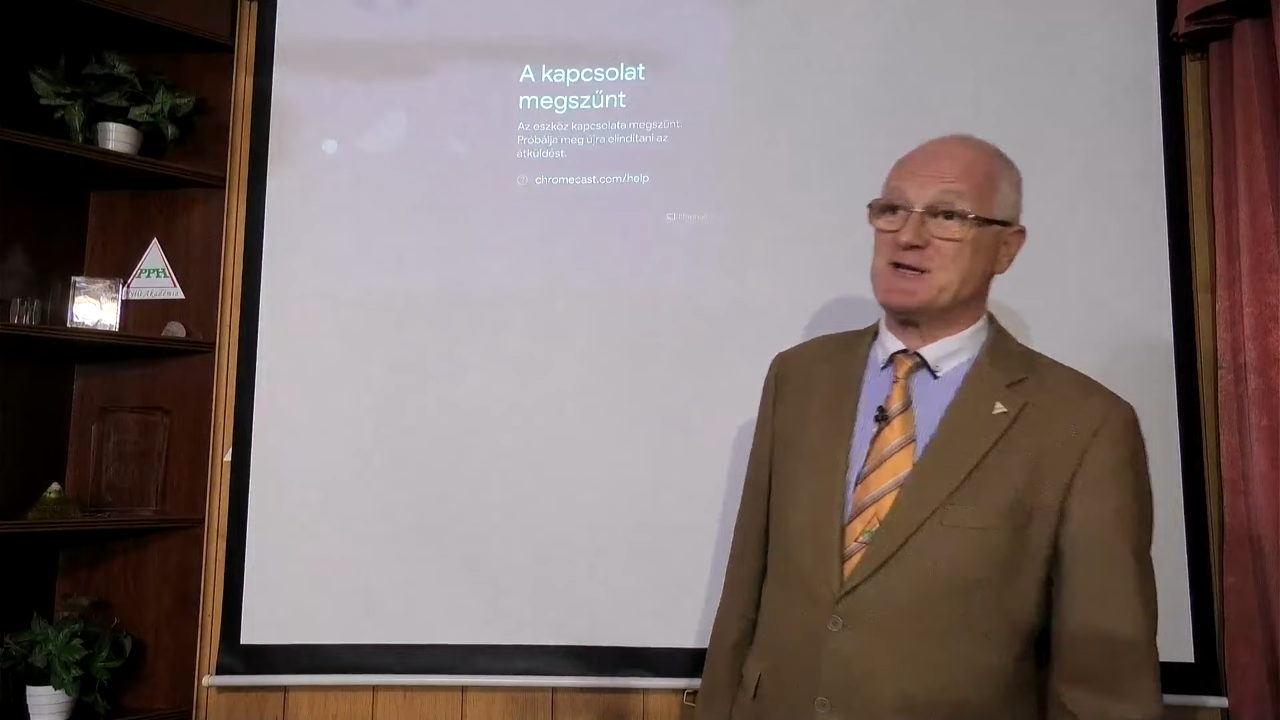 A kapcsolat
megszűnt
Az eszköz kapcsolata megszűnt.
Próbálja meg újra elindítani az
átküldést.
chromecast.com/help
PPH